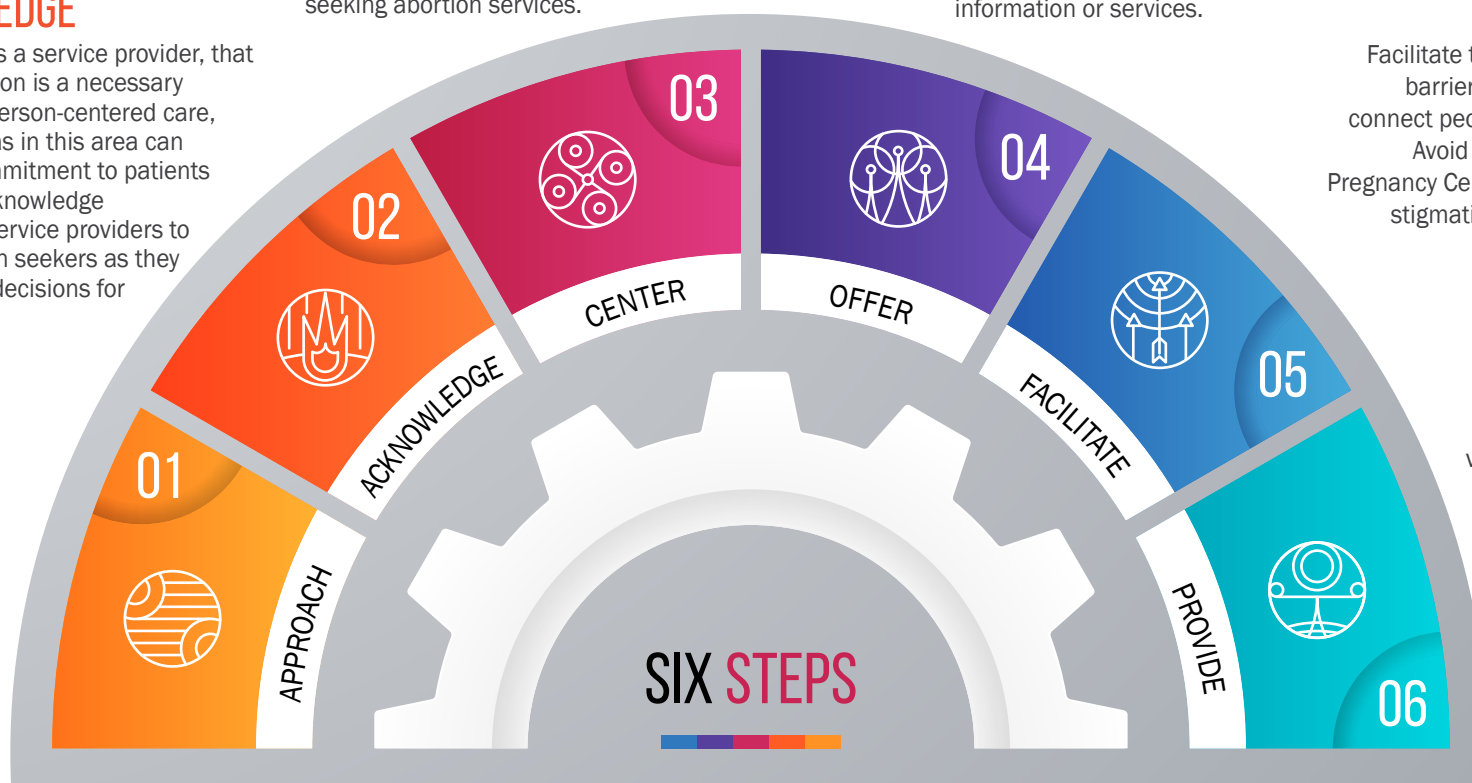 EDGE
s a service provider, that
on is a necessary
erson-centered care,
as in this area can
mitment to patients
knowledge
ervice providers to
n seekers as they
decisions for
seeking abortion services.
information or services.
Facilitate t
barrier
connect peo
Avoid
Pregnancy Ce
stigmati
v
01
APPROACH
02
ACKNOWLEDGE
03
CENTER
04
OFFER
05
FACILITATE
06
PROVIDE
SIX STEPS